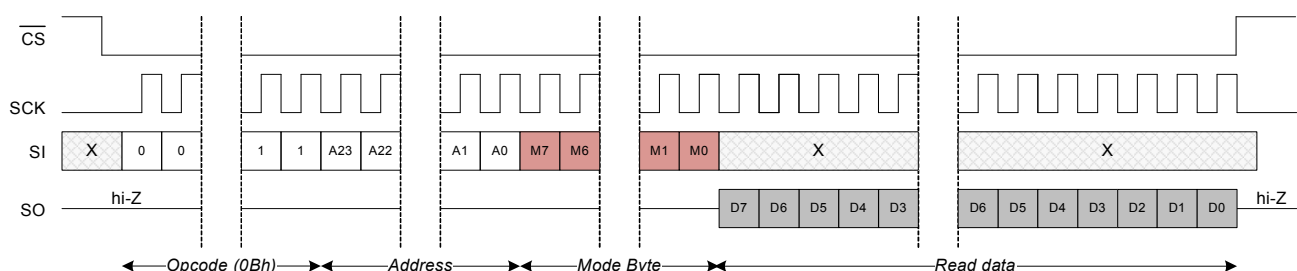 CS
SCK
SI X 0 0 1 1 A23 A22 A1 A0 M7 M6 M1 M0 X X
SO hi-Z D7 D6 D5 D4 D3 D6 D5 D4 D3 D2 D1 D0 hi-Z
Opcode (0Bh) Address Mode Byte Read data